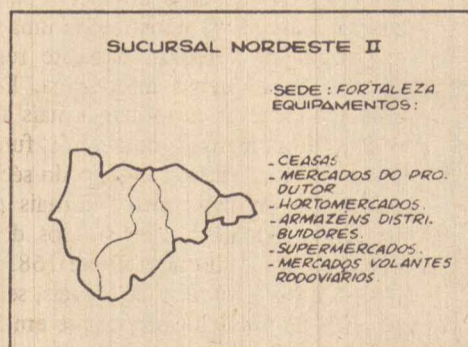 SUCURSAL NORDESTE II
SEDE : FORTALEZA
EQUIPAMENTOS :
- CEASAS
- MERCADOS DO PRO-
DUTOR
- HORTOMERCADOS.
- ARMAZÉNS DISTRI-
BUIDORES.
- SUPERMERCADOS.
- MERCADOS VOLANTES
RODOVIÁRIOS.